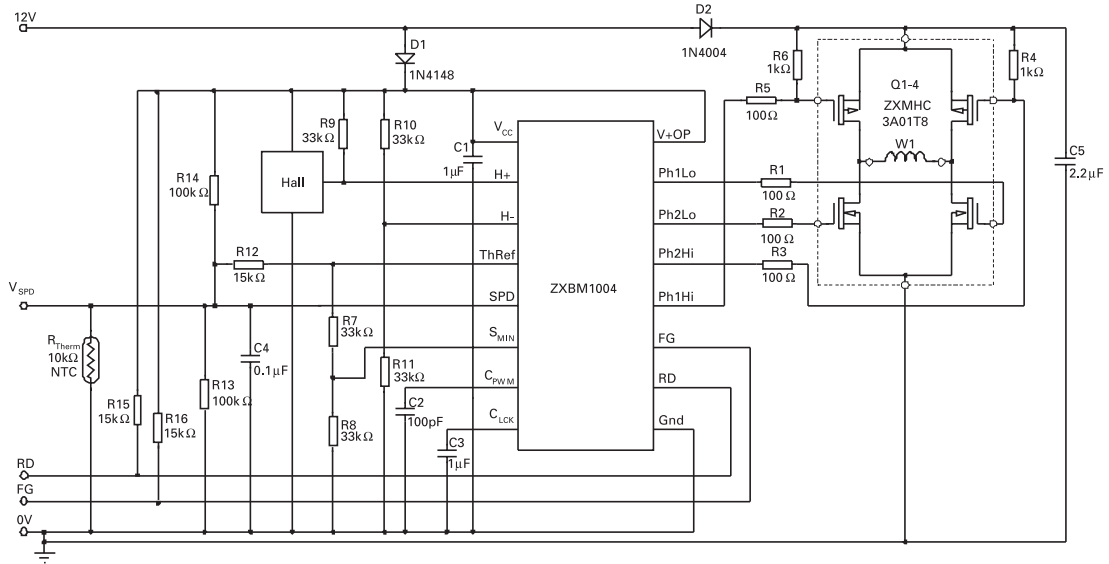 12V
D2
1N4004
D1
1N4148
R6
1kΩ
R4
1kΩ
R5
100Ω
Q1-4
ZXMHC
3A01T8
W1
C5
2.2μF
R9
33kΩ
R10
33kΩ
C1
1μF
V_CC
V+OP
Hall
H+
Ph1Lo
R1
100Ω
R14
100kΩ
H-
Ph2Lo
R2
100Ω
R12
15kΩ
ThRef
Ph2Hi
R3
100Ω
ZXBM1004
V_SPD
SPD
Ph1Hi
R7
33kΩ
S_MIN
FG
R_Therm
10kΩ
NTC
C4
0.1μF
R11
33kΩ
C_PWM
RD
R13
100kΩ
R15
15kΩ
R16
15kΩ
C2
100pF
R8
33kΩ
C_LCK
Gnd
C3
1μF
RD
FG
0V